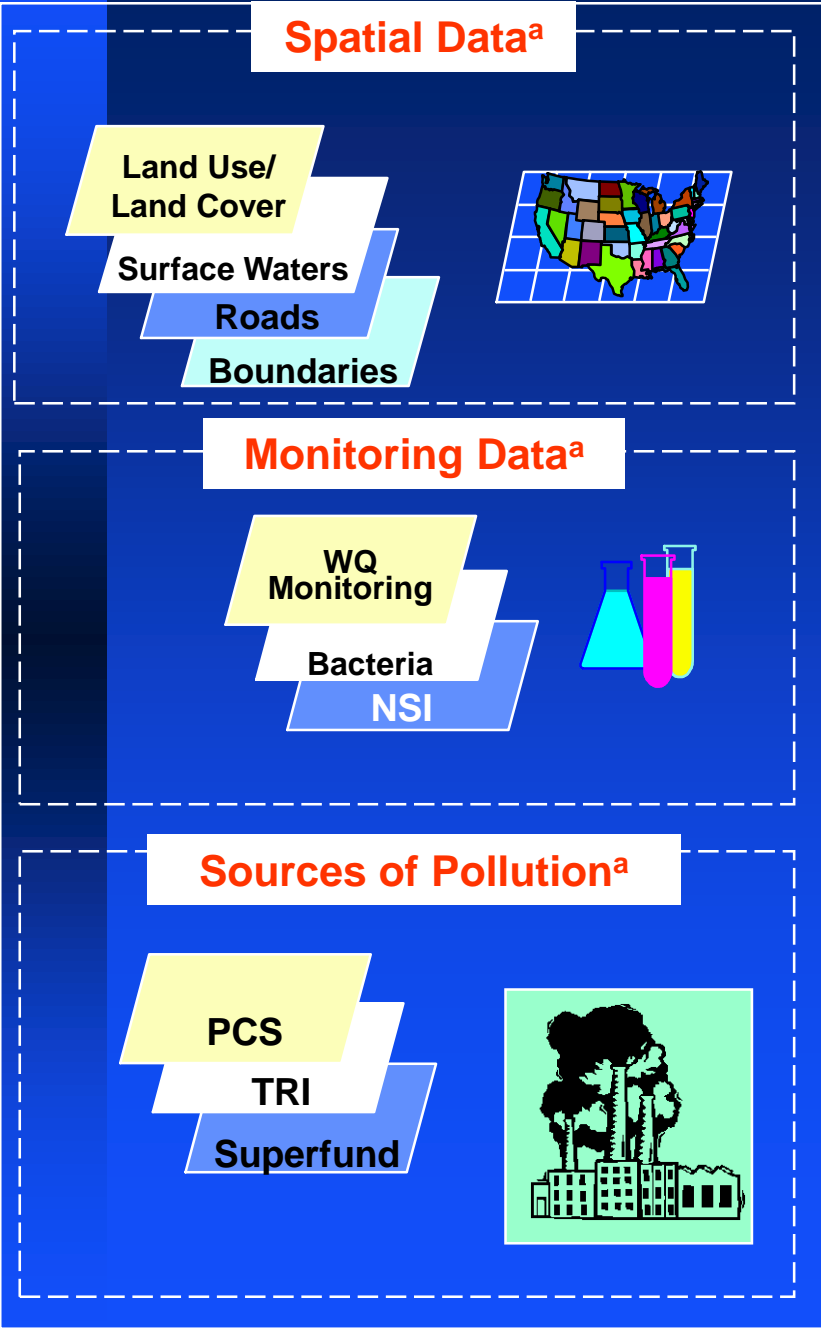 Spatial Dataᵃ
Land Use/
Land Cover
Surface Waters
Roads
Boundaries
Monitoring Dataᵃ
WQ
Monitoring
Bacteria
NSI
Sources of Pollutionᵃ
PCS
TRI
Superfund